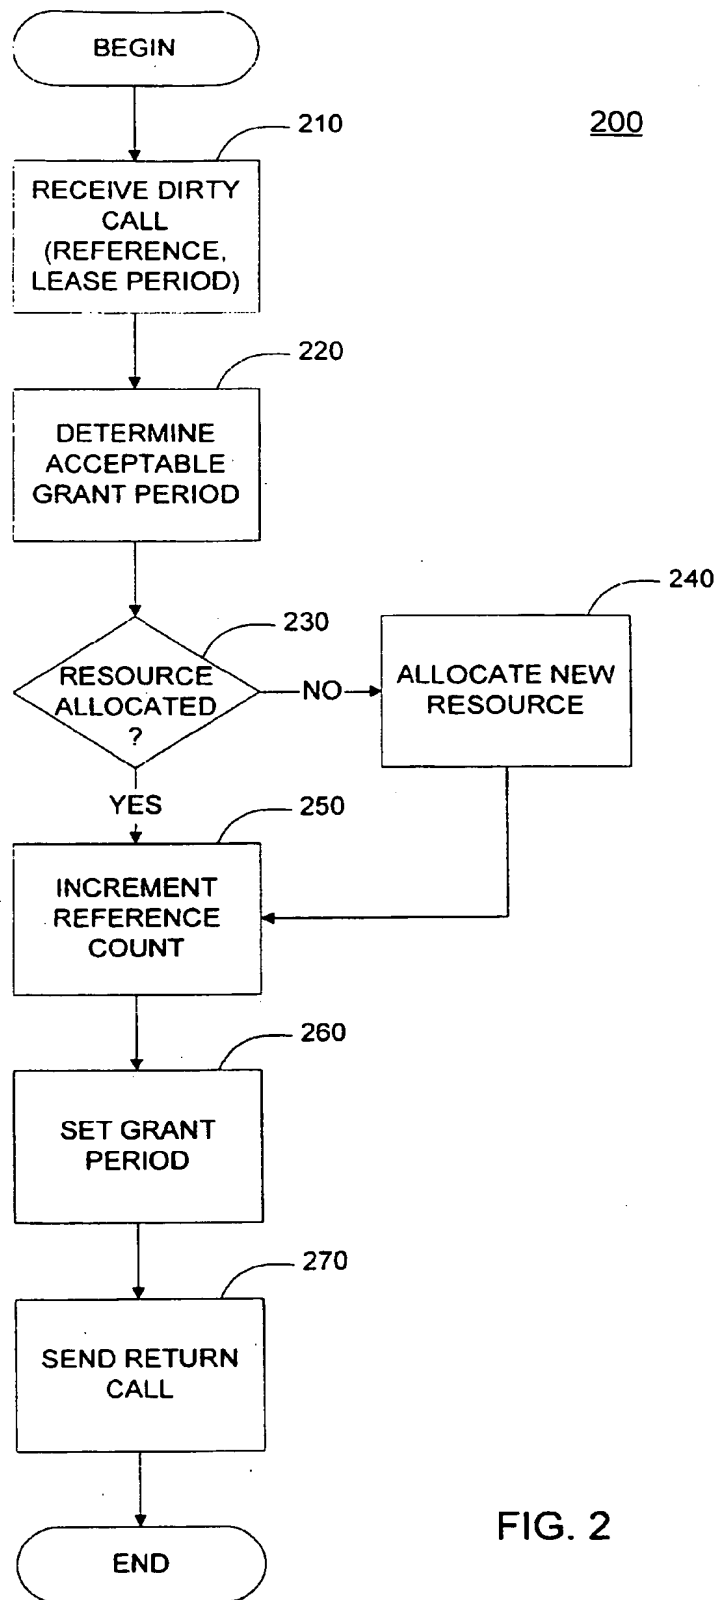 BEGIN
210
200
RECEIVE DIRTY
CALL
(REFERENCE,
LEASE PERIOD)
220
DETERMINE
ACCEPTABLE
GRANT PERIOD
230
RESOURCE
ALLOCATED
?
NO
240
ALLOCATE NEW
RESOURCE
YES
250
INCREMENT
REFERENCE
COUNT
260
SET GRANT
PERIOD
270
SEND RETURN
CALL
END
FIG. 2